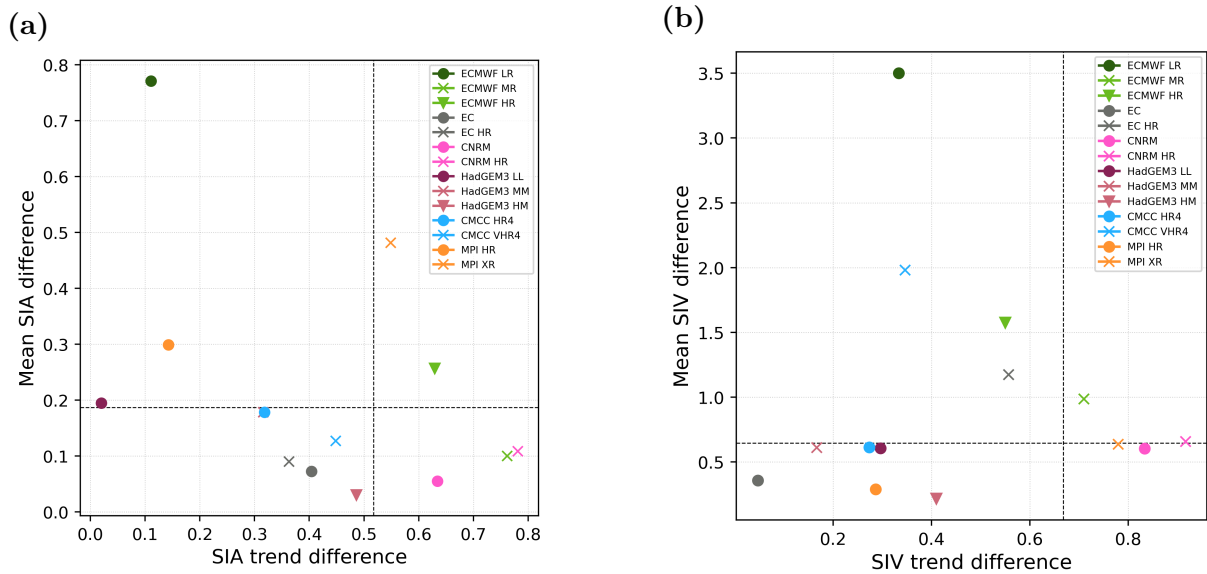 (a)
Mean SIA difference
0.8
0.7
0.6
0.5
0.4
0.3
0.2
0.1
0.0
0.0 0.1 0.2 0.3 0.4 0.5 0.6 0.7 0.8
SIA trend difference
ECMWF LR
ECMWF MR
ECMWF HR
EC
EC HR
CNRM
CNRM HR
HadGEM3 LL
HadGEM3 MM
HadGEM3 HM
CMCC HR4
CMCC VHR4
MPI HR
MPI XR
(b)
Mean SIV difference
3.5
3.0
2.5
2.0
1.5
1.0
0.5
0.2 0.4 0.6 0.8
SIV trend difference
ECMWF LR
ECMWF MR
ECMWF HR
EC
EC HR
CNRM
CNRM HR
HadGEM3 LL
HadGEM3 MM
HadGEM3 HM
CMCC HR4
CMCC VHR4
MPI HR
MPI XR